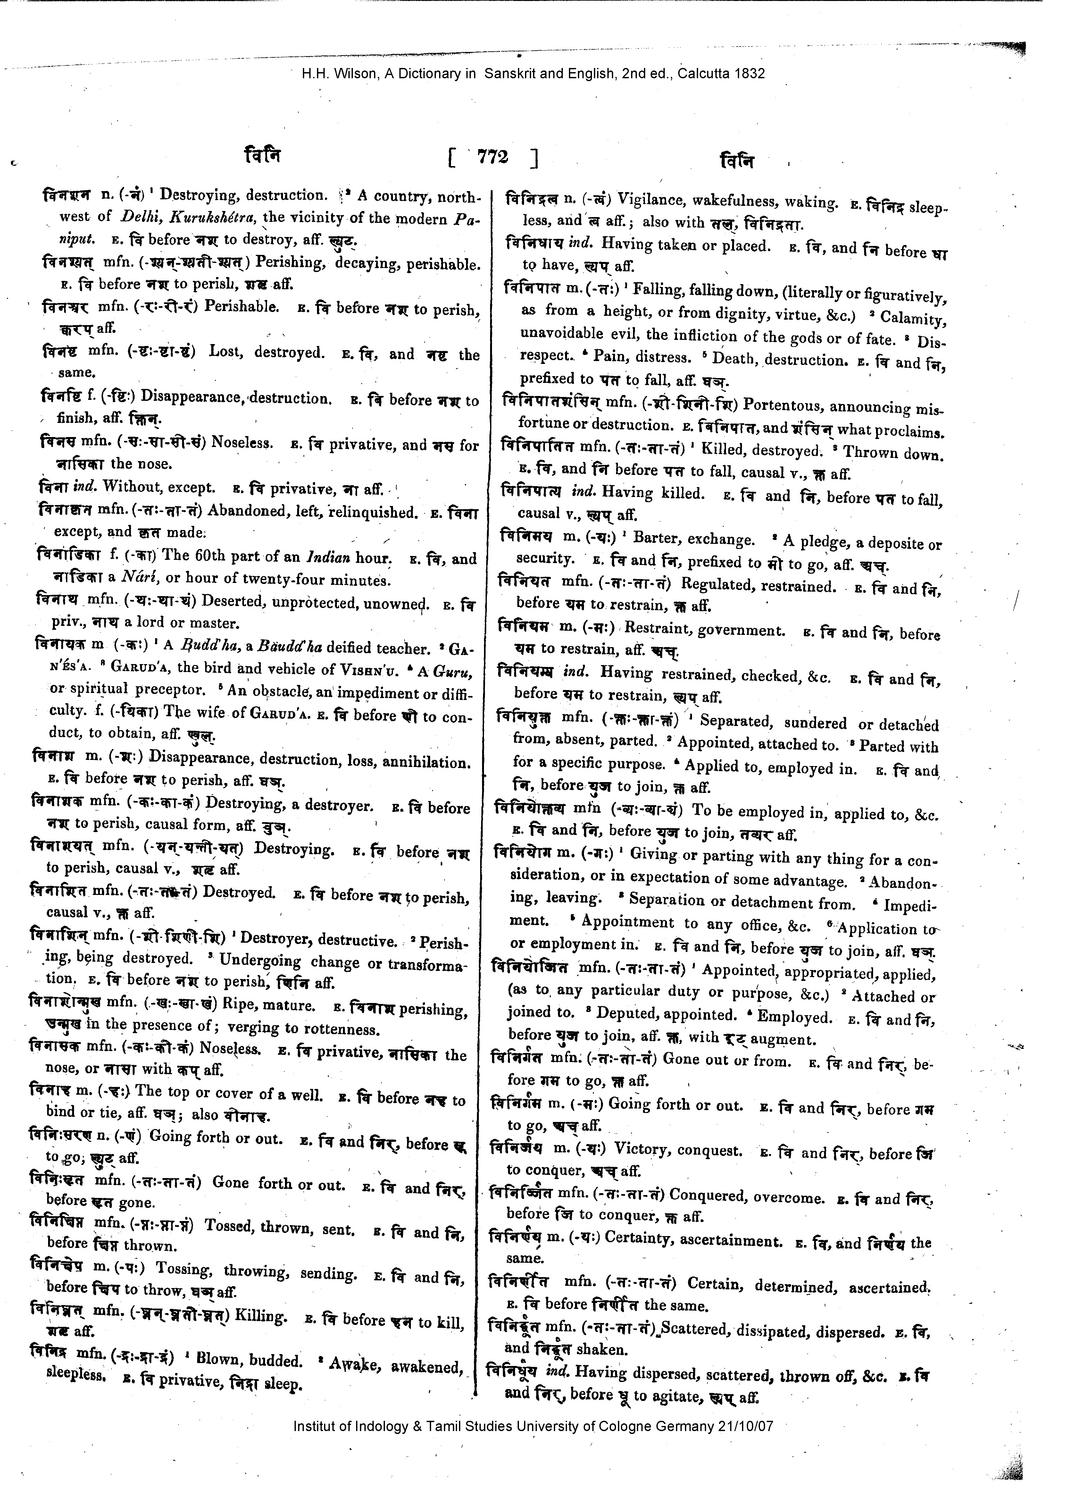 H.H. Wilson, A Dictionary in Sanskrit and English, 2nd ed., Calcutta 1832
विनि [ 772 ] विनि
विनशन n. (-नं) ¹ Destroying, destruction. ² A country, north-
west of Delhi, Kurukshétra, the vicinity of the modern Pa-
niput. E. वि before नश to destroy, aff. ल्युट्.
विनश्यत् mfn. (-श्यन्-श्यती-श्यत्) Perishing, decaying, perishable.
E. वि before नश to perish, शतृ aff.
विनश्वर mfn. (-रः-री-रं) Perishable. E. वि before नश to perish,
क्वरप् aff.
विनष्ट mfn. (-ष्टः-ष्टा-ष्टं) Lost, destroyed. E. वि, and नष्ट the
same.
विनष्टि f. (-ष्टिः) Disappearance, destruction. E. वि before नश to
finish, aff. क्तिन्.
विनस mfn. (-सः-सा-सी-सं) Noseless. E. वि privative, and नस for
नासिका the nose.
विना ind. Without, except. E. वि privative, ना aff.
विनाकृत mfn. (-तः-ता-तं) Abandoned, left, relinquished. E. विना
except, and कृत made.
विनाडिका f. (-का) The 60th part of an Indian hour. E. वि, and
नाडिका a Nárí, or hour of twenty-four minutes.
विनाथ mfn. (-थः-था-थं) Deserted, unprotected, unowned. E. वि
priv., नाथ a lord or master.
विनायक m (-कः) ¹ A Budd'ha, a Baudd'ha deified teacher. ² GA-
N'ÉS'A. ³ GARUD'A, the bird and vehicle of VISHN'U. ⁴ A Guru,
or spiritual preceptor. ⁵ An obstacle, an impediment or diffi-
culty. f. (-यिका) The wife of GARUD'A. E. वि before णी to con-
duct, to obtain, aff. ण्वुल्.
विनाश m. (-शः) Disappearance, destruction, loss, annihilation.
E. वि before नश to perish, aff. घञ्.
विनाशक mfn. (-कः-का-कं) Destroying, a destroyer. E. वि before
नश to perish, causal form, aff. वुञ्.
विनाशयत् mfn. (-यन्-यन्ती-यत्) Destroying. E. वि before नश
to perish, causal v., शतृ aff.
विनाशित mfn. (-तः-ता-तं) Destroyed. E. वि before नश to perish,
causal v., क्त aff.
विनाशिन् mfn. (-शी-शिनी-शि) ¹ Destroyer, destructive. ² Perish-
ing, being destroyed. ³ Undergoing change or transforma-
tion. E. वि before नश to perish, णिनि aff.
विनाशोन्मुख mfn. (-खः-खा-खं) Ripe, mature. E. विनाश perishing,
उन्मुख in the presence of; verging to rottenness.
विनासक mfn. (-कः-की-कं) Noseless. E. वि privative, नासिका the
nose, or नासा with कप् aff.
विनाह m. (-हः) The top or cover of a well. E. वि before नह to
bind or tie, aff. घञ्; also वीनाह.
विनिःसरण n. (-णं) Going forth or out. E. वि and निर्, before सृ
to go; ल्युट् aff.
विनिःसृत mfn. (-तः-ता-तं) Gone forth or out. E. वि and निर्,
before सृत gone.
विनिक्षिप्त mfn. (-प्तः-प्ता-प्तं) Tossed, thrown, sent. E. वि and नि,
before क्षिप्त thrown.
विनिक्षेप m. (-पः) Tossing, throwing, sending. E. वि and नि,
before क्षिप to throw, घञ् aff.
विनिघ्नत् mfn. (-घ्नन्-घ्नती-घ्नत्) Killing. E. वि before हन to kill,
शतृ aff.
विनिद्र mfn. (-द्रः-द्रा-द्रं) ¹ Blown, budded. ² Awake, awakened,
sleepless. E. वि privative, निद्रा sleep.
विनिद्रत्व n. (-त्वं) Vigilance, wakefulness, waking. E. विनिद्र sleep-
less, and त्व aff.; also with तल्, विनिद्रता.
विनिधाय ind. Having taken or placed. E. वि, and नि before धा
to have, ल्यप् aff.
विनिपात m. (-तः) ¹ Falling, falling down, (literally or figuratively,
as from a height, or from dignity, virtue, &c.) ² Calamity,
unavoidable evil, the infliction of the gods or of fate. ³ Dis-
respect. ⁴ Pain, distress. ⁵ Death, destruction. E. वि and नि,
prefixed to पत to fall, aff. घञ्.
विनिपातशंसिन् mfn. (-शी-शिनी-शि) Portentous, announcing mis-
fortune or destruction. E. विनिपात, and शंसिन् what proclaims.
विनिपातित mfn. (-तः-ता-तं) ¹ Killed, destroyed. ² Thrown down.
E. वि, and नि before पत to fall, causal v., क्त aff.
विनिपात्य ind. Having killed. E. वि and नि, before पत to fall,
causal v., ल्यप् aff.
विनिमय m. (-यः) ¹ Barter, exchange. ² A pledge, a deposite or
security. E. वि and नि, prefixed to मी to go, aff. अच्.
विनियत mfn. (-तः-ता-तं) Regulated, restrained. E. वि and नि,
before यम to restrain, क्त aff.
विनियम m. (-मः) Restraint, government. E. वि and नि, before
यम to restrain, aff. अच्.
विनियम्य ind. Having restrained, checked, &c. E. वि and नि,
before यम to restrain, ल्यप् aff.
विनियुक्त mfn. (-क्तः-क्ता-क्तं) ¹ Separated, sundered or detached
from, absent, parted. ² Appointed, attached to. ³ Parted with
for a specific purpose. ⁴ Applied to, employed in. E. वि and
नि, before युज to join, क्त aff.
विनियोक्तव्य mfn (-व्यः-व्या-व्यं) To be employed in, applied to, &c.
E. वि and नि, before युज to join, तव्यर aff.
विनियोग m. (-गः) ¹ Giving or parting with any thing for a con-
sideration, or in expectation of some advantage. ² Abandon-
ing, leaving. ³ Separation or detachment from. ⁴ Impedi-
ment. ⁵ Appointment to any office, &c. ⁶ Application to
or employment in. E. वि and नि, before युज to join, aff. घञ्.
विनियोजित mfn. (-तः-ता-तं) ¹ Appointed, appropriated, applied,
(as to any particular duty or purpose, &c.) ² Attached or
joined to. ³ Deputed, appointed. ⁴ Employed. E. वि and नि,
before युज to join, aff. क्त, with इट् augment.
विनिर्गत mfn. (-तः-ता-तं) Gone out or from. E. वि and निर्, be-
fore गम to go, क्त aff.
विनिर्गम m. (-मः) Going forth or out. E. वि and निर्, before गम
to go, अच् aff.
विनिर्जय m. (-यः) Victory, conquest. E. वि and निर्, before जि
to conquer, अच् aff.
विनिर्ज्जित mfn. (-तः-ता-तं) Conquered, overcome. E. वि and निर्,
before जि to conquer, क्त aff.
विनिर्णय m. (-यः) Certainty, ascertainment. E. वि, and निर्णय the
same.
विनिर्णीत mfn. (-तः-ता-तं) Certain, determined, ascertained.
E. वि before निर्णीत the same.
विनिर्द्धूत mfn. (-तः-ता-तं) Scattered, dissipated, dispersed. E. वि,
and निर्द्धूत shaken.
विनिर्धूय ind. Having dispersed, scattered, thrown off, &c. E. वि
and निर्, before धू to agitate, ल्यप् aff.
Institut of Indology & Tamil Studies University of Cologne Germany 21/10/07